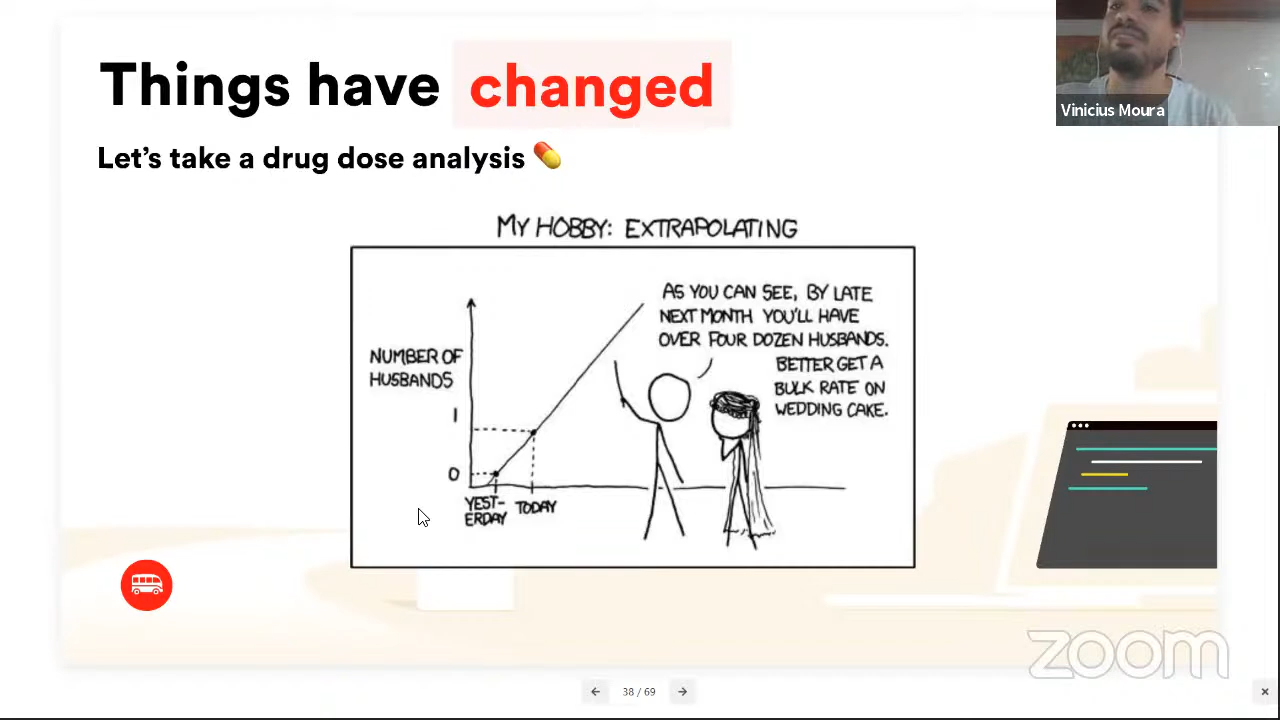 Things have changed
Vinicius Moura
Let's take a drug dose analysis
MY HOBBY: EXTRAPOLATING
AS YOU CAN SEE, BY LATE
NEXT MONTH YOU'LL HAVE
OVER FOUR DOZEN HUSBANDS.
BETTER GET A
BULK RATE ON
WEDDING CAKE.
NUMBER OF
HUSBANDS
1
0
YEST-
ERDAY
TODAY
zoom
38 / 69